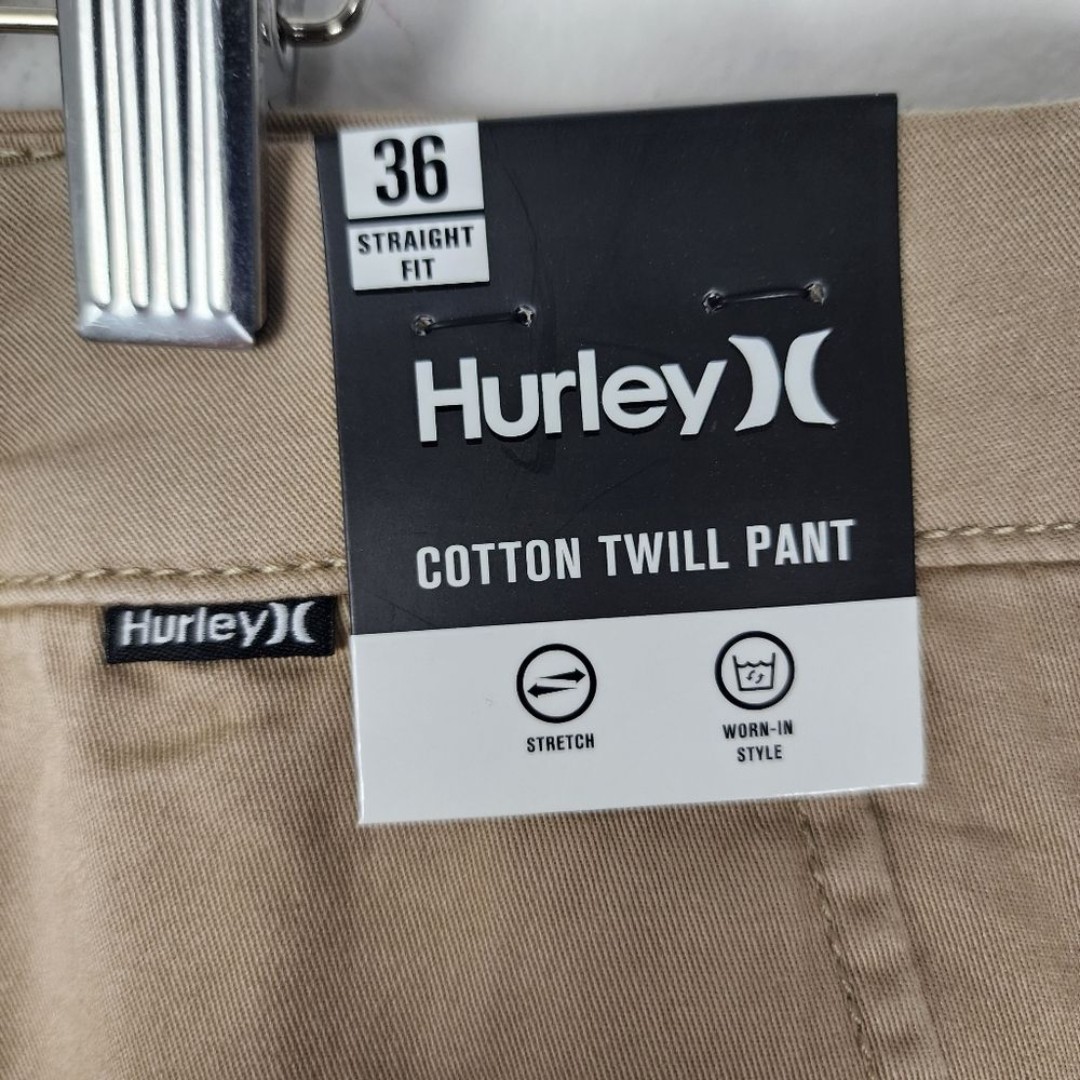 36
STRAIGHT
FIT
Hurley
COTTON TWILL PANT
Hurley
STRETCH
WORN-IN
STYLE